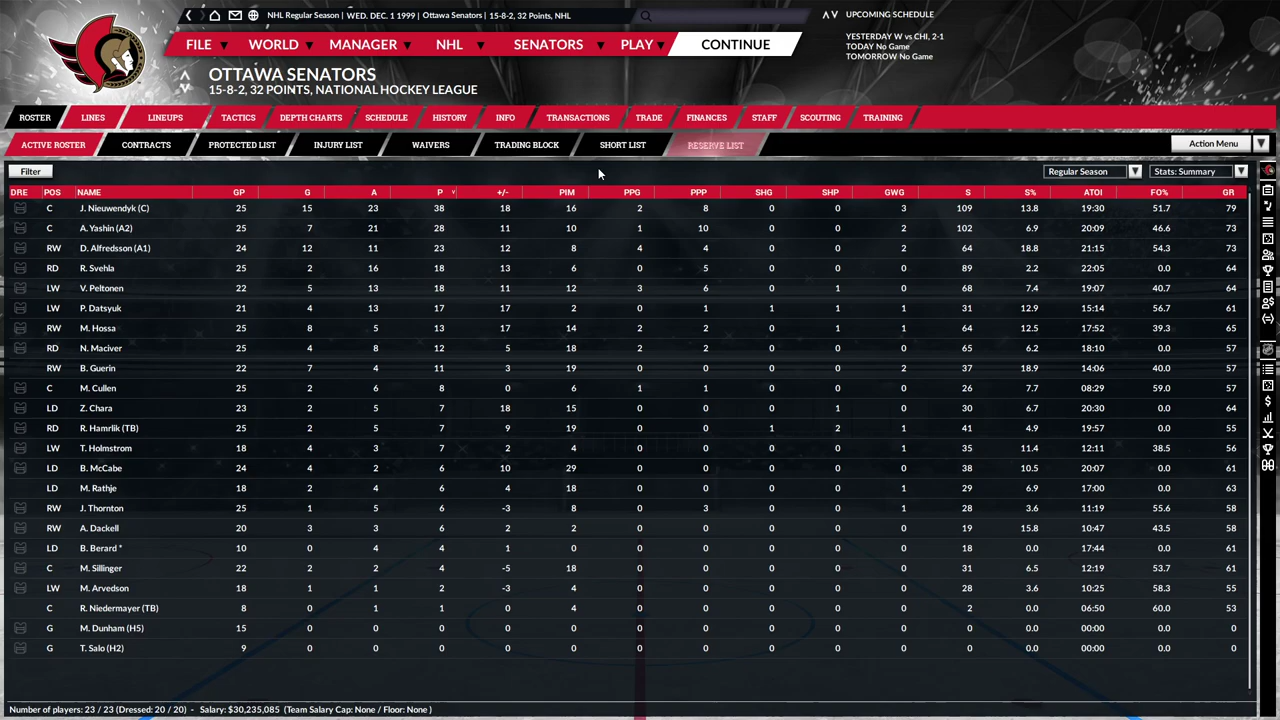 NHL Regular Season | WED. DEC. 1 1999 | Ottawa Senators | 15-8-2, 32 Points, NHL
UPCOMING SCHEDULE
YESTERDAY W vs CHI, 2-1
TODAY No Game
TOMORROW No Game
FILE WORLD MANAGER NHL SENATORS PLAY CONTINUE
OTTAWA SENATORS
15-8-2, 32 POINTS, NATIONAL HOCKEY LEAGUE
ROSTER LINES LINEUPS TACTICS DEPTH CHARTS SCHEDULE HISTORY INFO TRANSACTIONS TRADE FINANCES STAFF SCOUTING TRAINING
ACTIVE ROSTER CONTRACTS PROTECTED LIST INJURY LIST WAIVERS TRADING BLOCK SHORT LIST RESERVE LIST Action Menu
Filter Regular Season Stats: Summary
DRE POS NAME GP G A P +/- PIM PPG PPP SHG SHP GWG S S% ATOI FO% GR
C J. Nieuwendyk (C) 25 15 23 38 18 16 2 8 0 0 3 109 13.8 19:30 51.7 79
C A. Yashin (A2) 25 7 21 28 11 10 1 10 0 0 2 102 6.9 20:09 46.6 73
RW D. Alfredsson (A1) 24 12 11 23 12 8 4 4 0 0 2 64 18.8 21:15 54.3 73
RD R. Svehla 25 2 16 18 13 6 0 5 0 0 0 89 2.2 22:05 0.0 64
LW V. Peltonen 22 5 13 18 11 12 3 6 0 1 0 68 7.4 19:07 40.7 64
LW P. Datsyuk 21 4 13 17 17 2 0 1 1 1 1 31 12.9 15:14 56.7 61
RW M. Hossa 25 8 5 13 17 14 2 2 0 1 1 64 12.5 17:52 39.3 65
RD N. Maciver 25 4 8 12 5 18 2 2 0 0 0 65 6.2 18:10 0.0 57
RW B. Guerin 22 7 4 11 3 19 0 0 0 0 2 37 18.9 14:06 40.0 57
C M. Cullen 25 2 6 8 0 6 1 1 0 0 0 26 7.7 08:29 59.0 57
LD Z. Chara 23 2 5 7 18 15 0 0 0 1 0 30 6.7 20:30 0.0 64
RD R. Hamrlik (TB) 25 2 5 7 9 19 0 0 1 2 1 41 4.9 19:57 0.0 55
LW T. Holmstrom 18 4 3 7 2 4 0 0 0 0 1 35 11.4 12:11 38.5 56
LD B. McCabe 24 4 2 6 10 29 0 0 0 0 0 38 10.5 20:07 0.0 61
LD M. Rathje 18 2 4 6 4 18 0 0 0 0 1 29 6.9 17:00 0.0 63
RW J. Thornton 25 1 5 6 -3 8 0 3 0 0 1 28 3.6 11:19 55.6 58
RW A. Dackell 20 3 3 6 2 2 0 0 0 0 0 19 15.8 10:47 43.5 58
LD B. Berard * 10 0 4 4 1 0 0 0 0 0 0 18 0.0 17:44 0.0 61
C M. Sillinger 22 2 2 4 -5 18 0 0 0 0 0 31 6.5 12:19 53.7 61
LW M. Arvedson 18 1 1 2 -3 4 0 0 0 0 0 28 3.6 10:25 58.3 55
C R. Niedermayer (TB) 8 0 1 1 0 4 0 0 0 0 0 2 0.0 06:50 60.0 53
G M. Dunham (H5) 15 0 0 0 0 0 0 0 0 0 0 0 0.0 00:00 0.0 0
G T. Salo (H2) 9 0 0 0 0 0 0 0 0 0 0 0 0.0 00:00 0.0 0
Number of players: 23 / 23 (Dressed: 20 / 20) - Salary: $30,235,085 (Team Salary Cap: None / Floor: None )